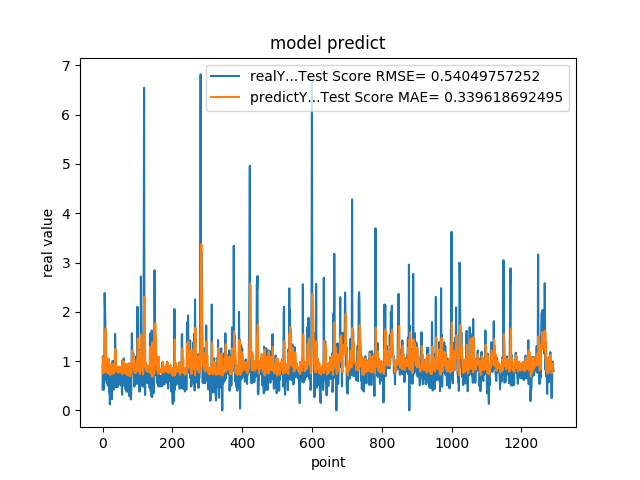 model predict
realY...Test Score RMSE= 0.54049757252
predictY...Test Score MAE= 0.339618692495
7
6
5
4
3
2
1
0
real value
0 200 400 600 800 1000 1200
point